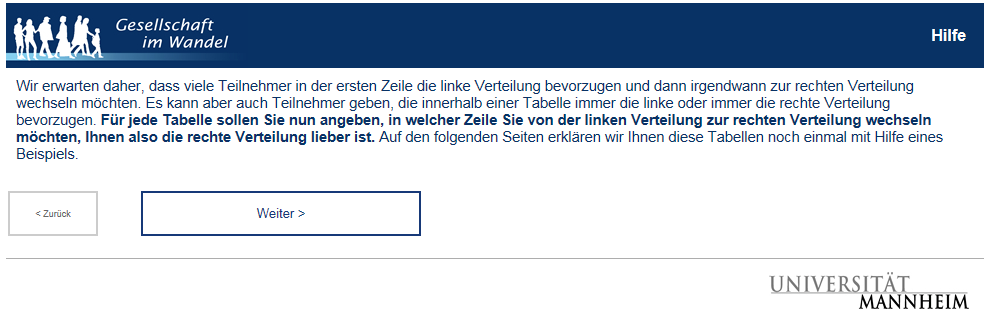 Gesellschaft
im Wandel
Hilfe
Wir erwarten daher, dass viele Teilnehmer in der ersten Zeile die linke Verteilung bevorzugen und dann irgendwann zur rechten Verteilung
wechseln möchten. Es kann aber auch Teilnehmer geben, die innerhalb einer Tabelle immer die linke oder immer die rechte Verteilung
bevorzugen. Für jede Tabelle sollen Sie nun angeben, in welcher Zeile Sie von der linken Verteilung zur rechten Verteilung wechseln
möchten, Ihnen also die rechte Verteilung lieber ist. Auf den folgenden Seiten erklären wir Ihnen diese Tabellen noch einmal mit Hilfe eines
Beispiels.
< Zurück
Weiter >
UNIVERSITÄT
MANNHEIM